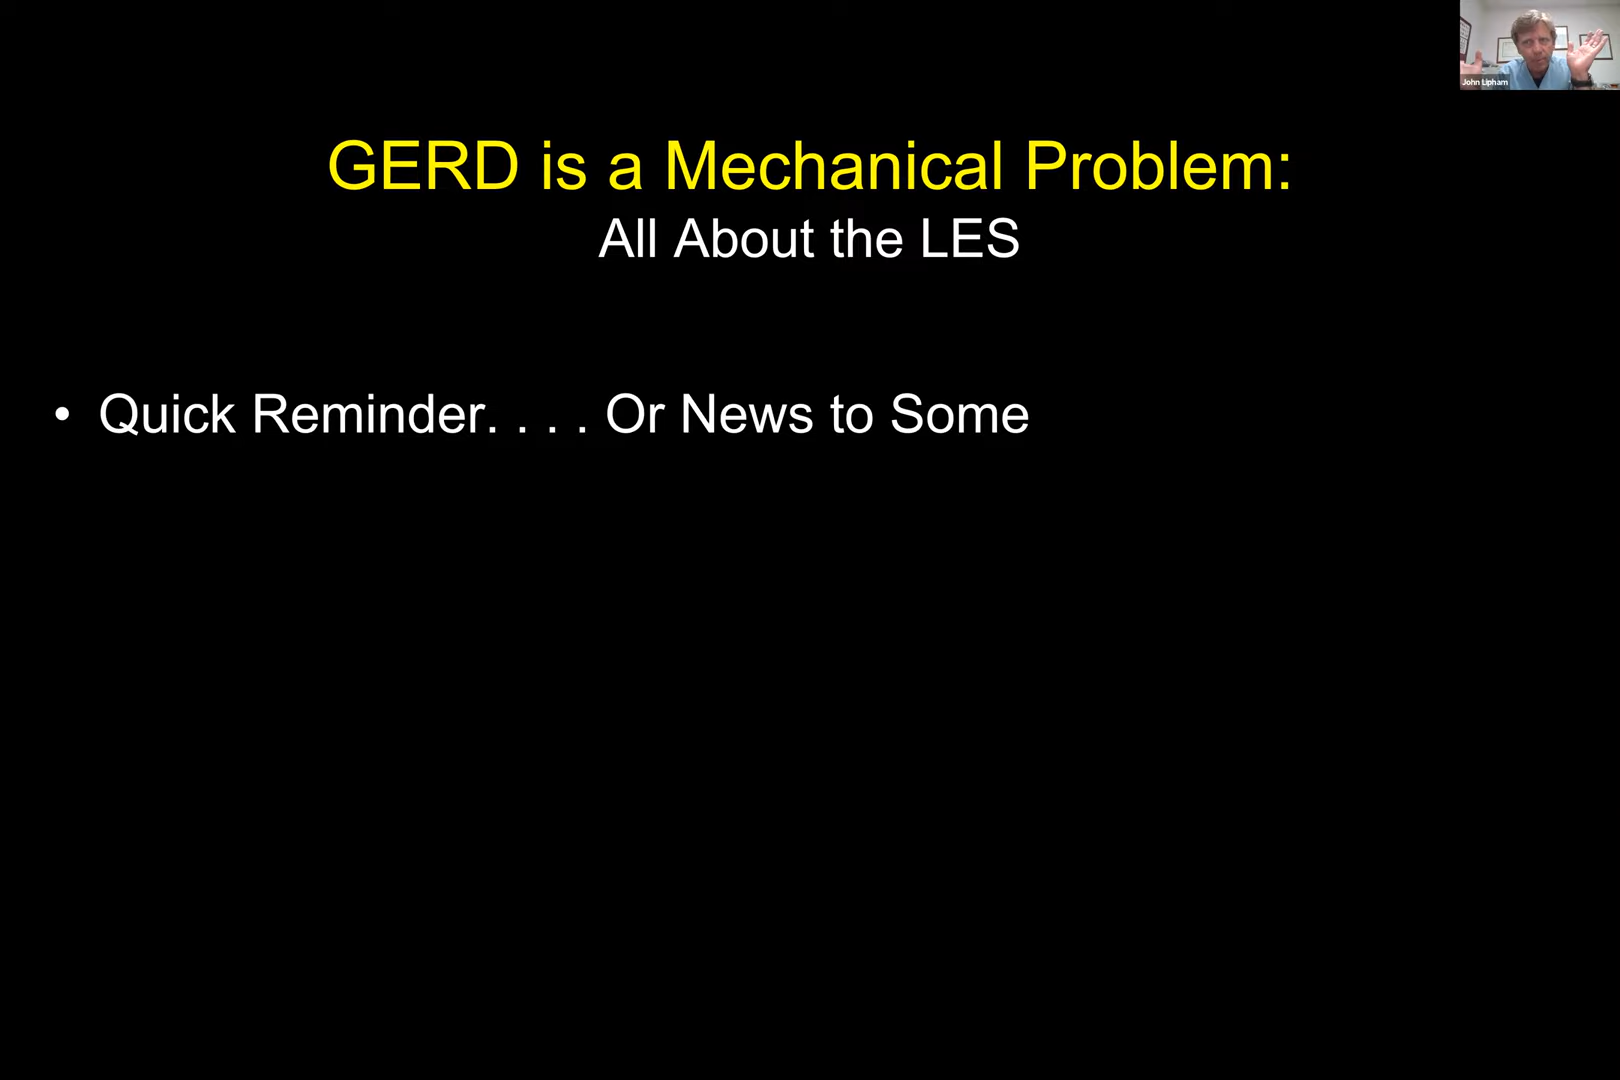 John Lipham
GERD is a Mechanical Problem:
All About the LES
• Quick Reminder. . . . Or News to Some